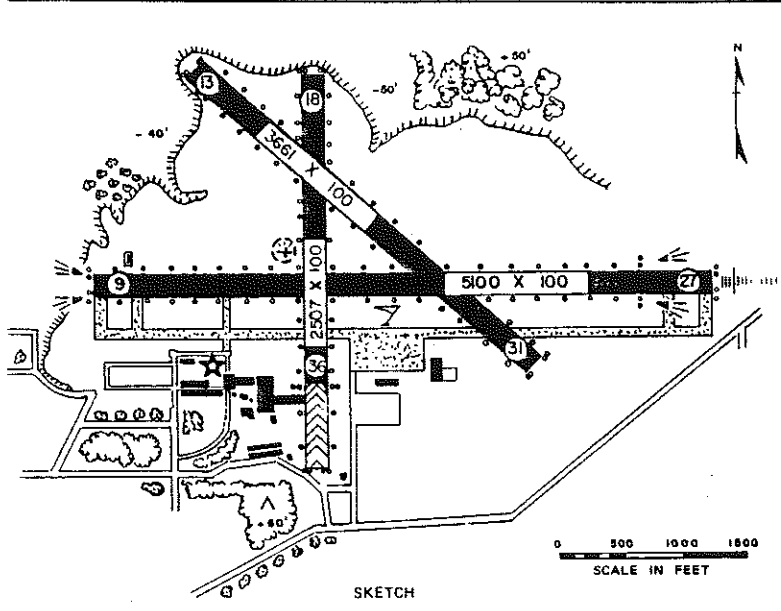 +50'
N
13
18
-50'
-40'
3661 X 100
9
2507 X 100
5100 X 100
27
31
36
+60'
0 500 1000 1500
SCALE IN FEET
SKETCH